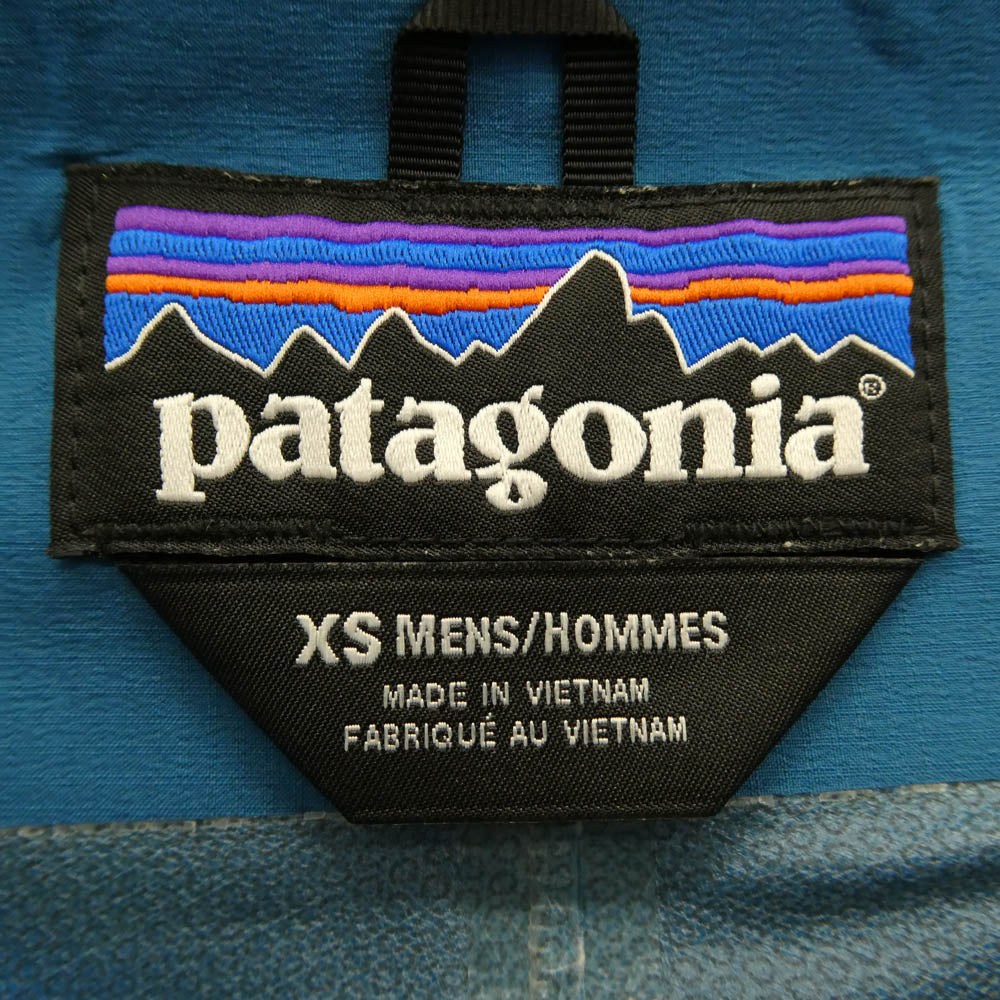 patagonia®
XS MENS/HOMMES
MADE IN VIETNAM
FABRIQUÉ AU VIETNAM